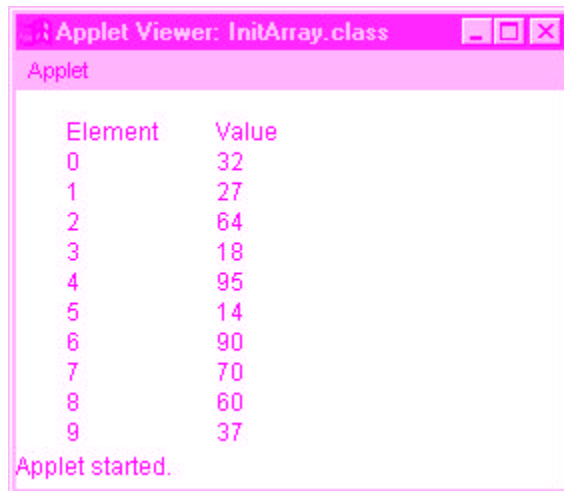 Applet Viewer: InitArray.class
Applet
Element Value
0 32
1 27
2 64
3 18
4 95
5 14
6 90
7 70
8 60
9 37
Applet started.